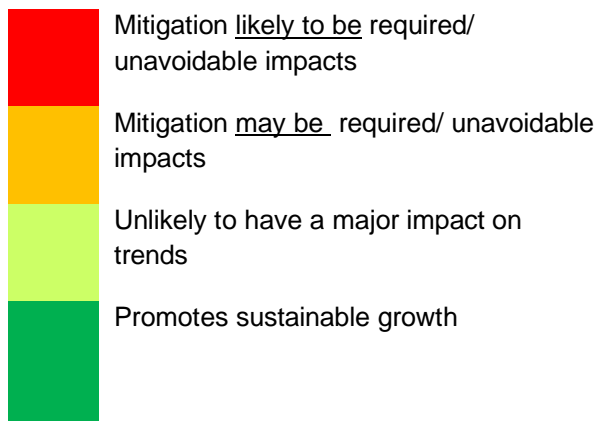 Mitigation likely to be required/
unavoidable impacts
Mitigation may be required/ unavoidable
impacts
Unlikely to have a major impact on
trends
Promotes sustainable growth